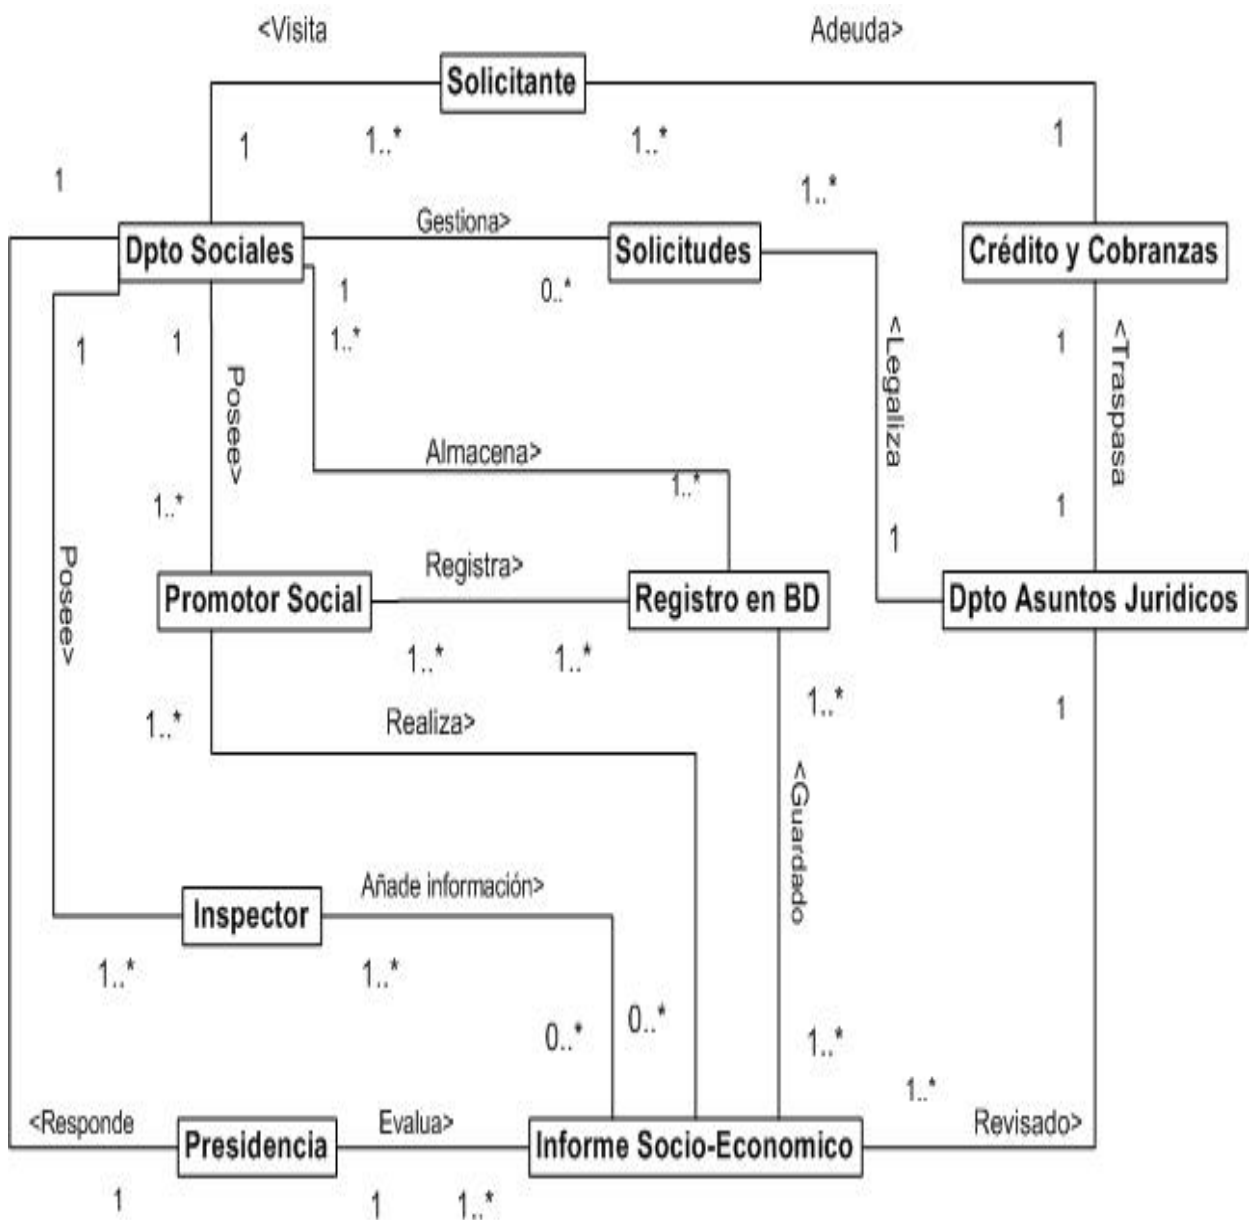 <Visita
Adeuda>
Solicitante
1
1..*
1..*
1
1
1..*
Dpto Sociales
Gestiona>
Solicitudes
Crédito y Cobranzas
1
0..*
1
1
1..*
1
<Legaliza
<Traspasa
Posee>
Almacena>
1..*
1..*
1
1
Posee>
Registra>
Promotor Social
Registro en BD
Dpto Asuntos Juridicos
1..*
1..*
1..*
1..*
Realiza>
1
<Guardado
Inspector
Añade información>
1..*
1..*
0..*
0..*
1..*
1..*
<Responde
Evalua>
Revisado>
Presidencia
Informe Socio-Economico
1
1
1..*